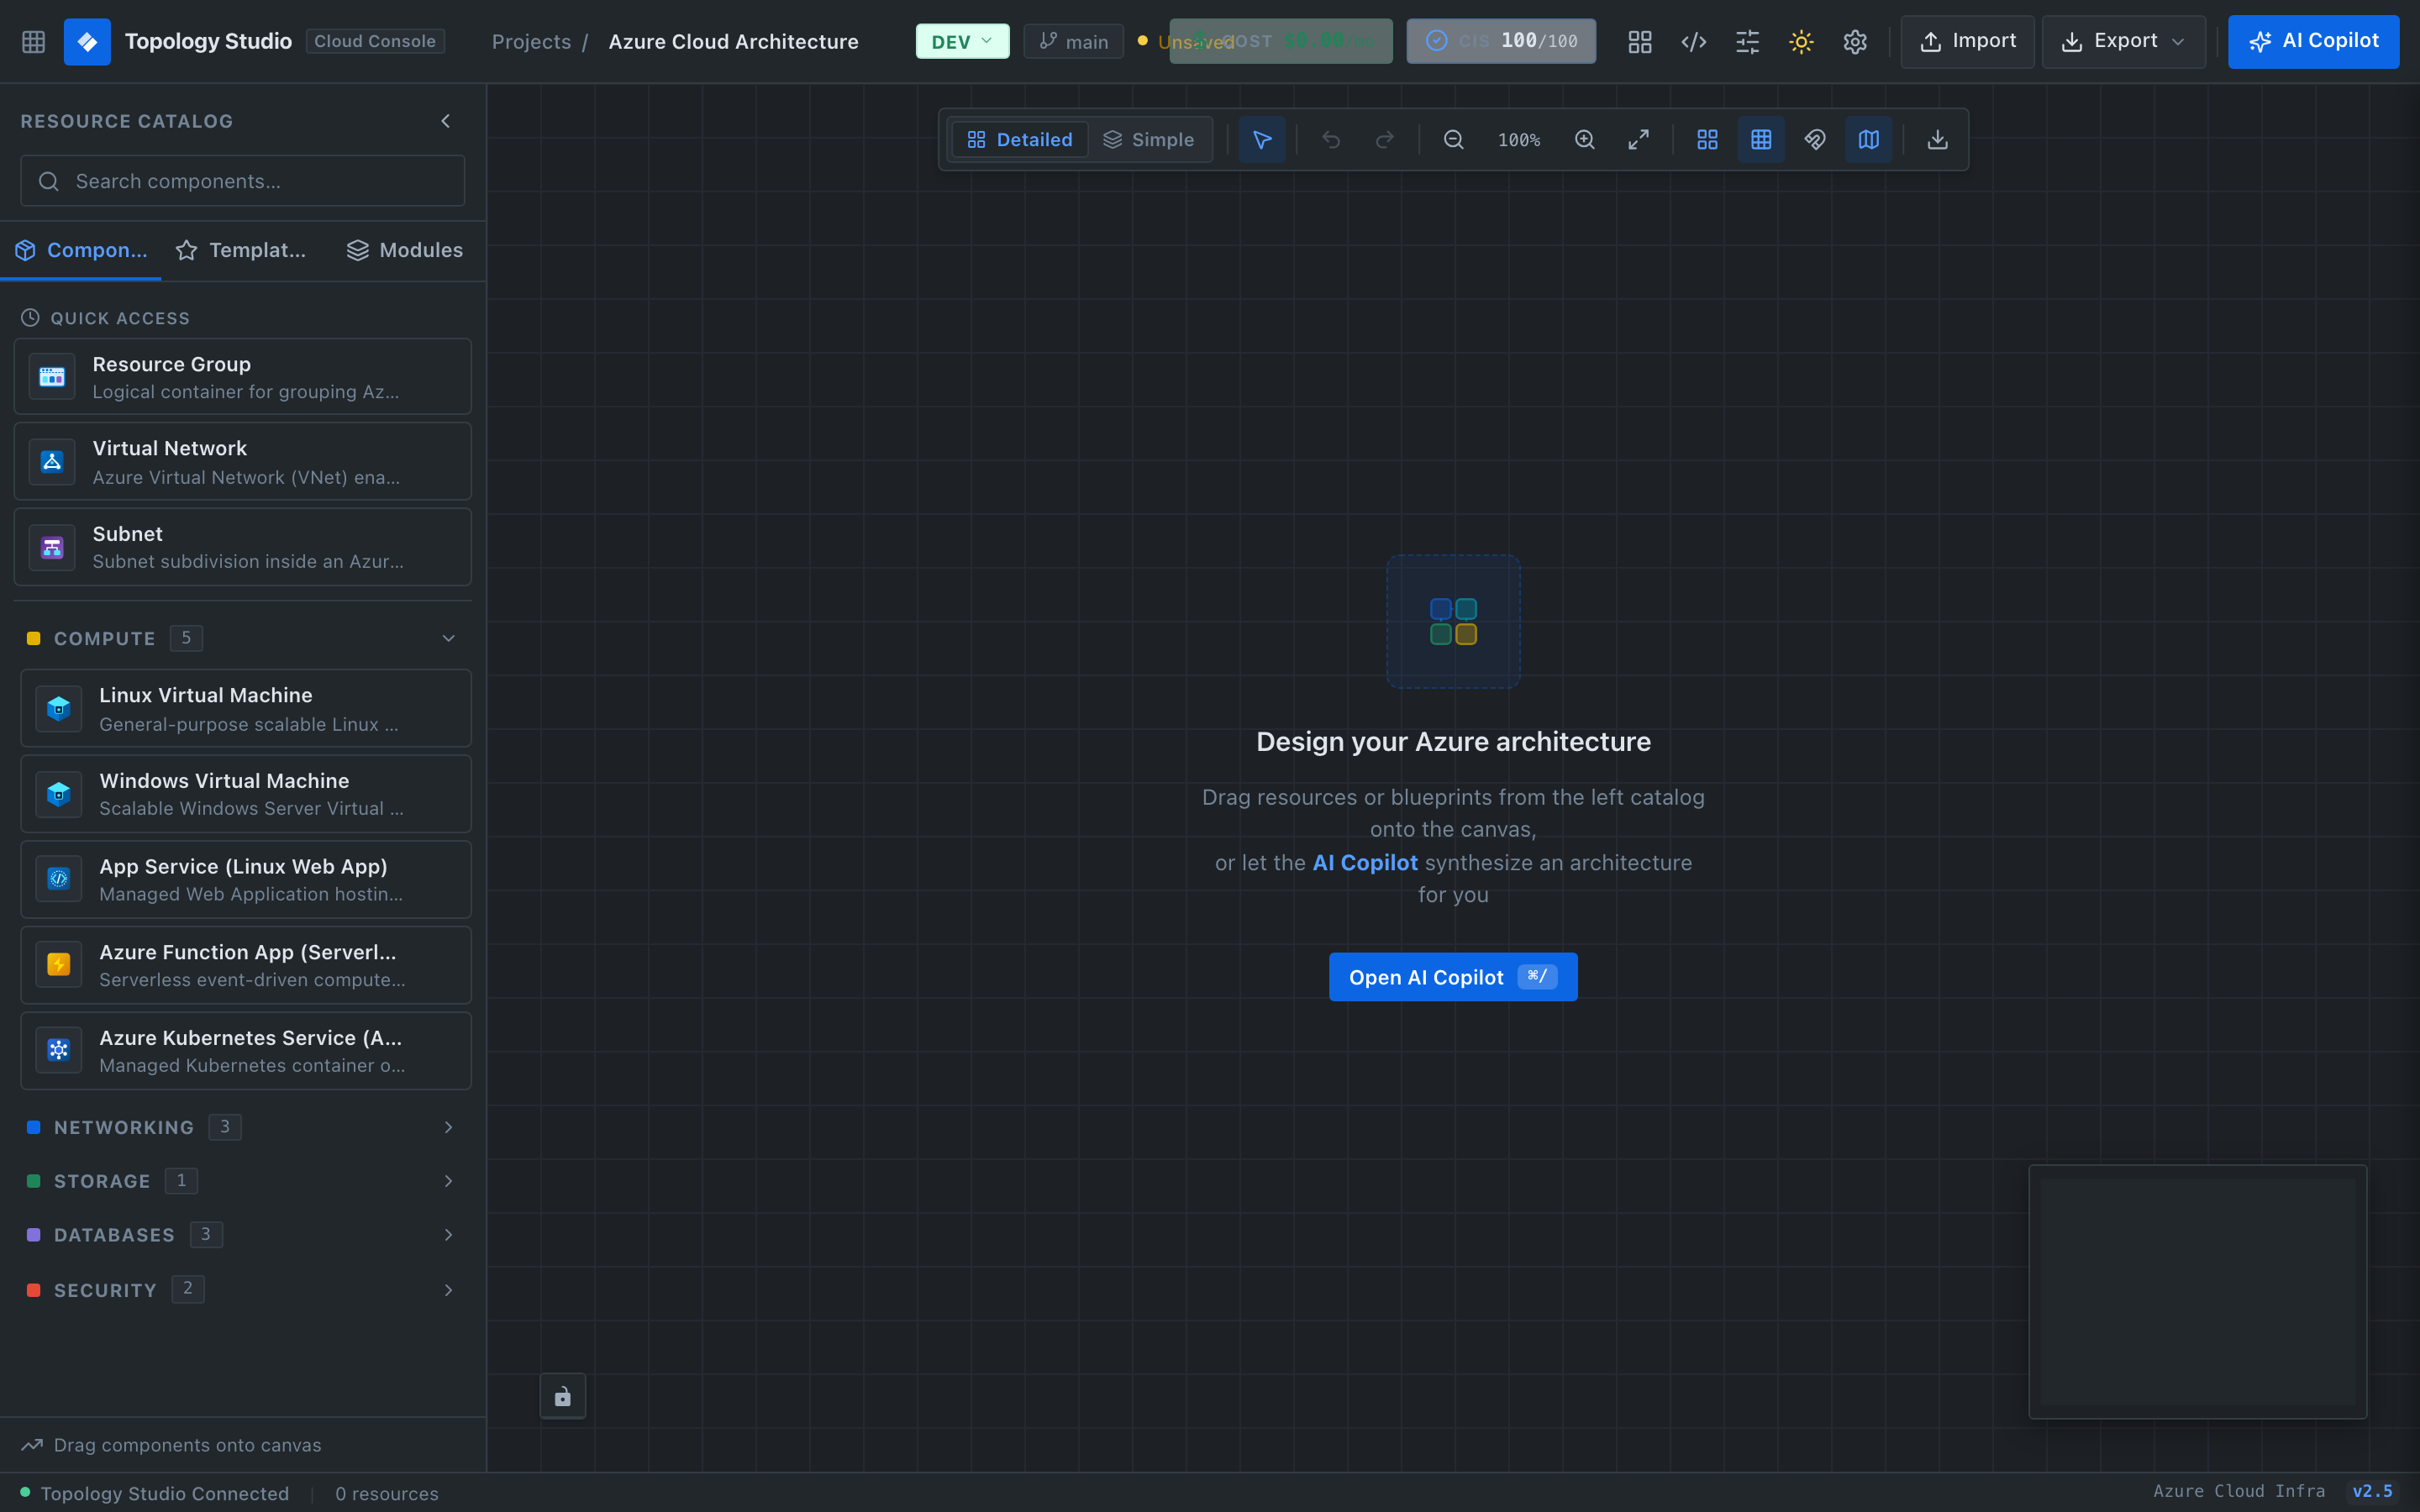 Topology Studio Cloud Console Projects / Azure Cloud Architecture DEV main Unsaved COST $0.00 CIS 100/100 Import Export AI Copilot
RESOURCE CATALOG
Search components...
Compon... Templat... Modules
QUICK ACCESS
Resource Group
Logical container for grouping Az...
Virtual Network
Azure Virtual Network (VNet) ena...
Subnet
Subnet subdivision inside an Azur...
COMPUTE 5
Linux Virtual Machine
General-purpose scalable Linux ...
Windows Virtual Machine
Scalable Windows Server Virtual ...
App Service (Linux Web App)
Managed Web Application hostin...
Azure Function App (Serverl...
Serverless event-driven compute...
Azure Kubernetes Service (A...
Managed Kubernetes container o...
NETWORKING 3
STORAGE 1
DATABASES 3
SECURITY 2
Drag components onto canvas
Detailed Simple 100%
Design your Azure architecture
Drag resources or blueprints from the left catalog
onto the canvas,
or let the AI Copilot synthesize an architecture
for you
Open AI Copilot ⌘/
Topology Studio Connected 0 resources Azure Cloud Infra v2.5